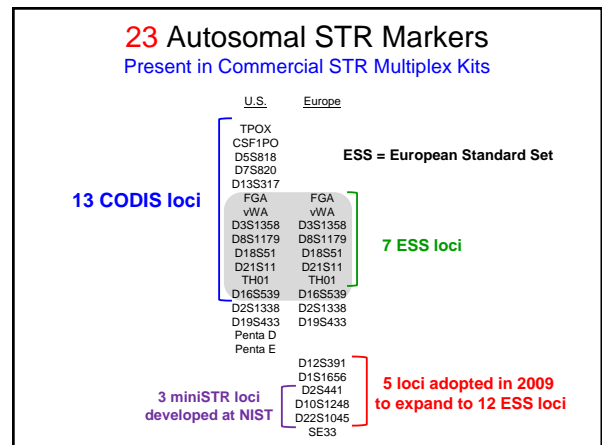 23 Autosomal STR Markers
Present in Commercial STR Multiplex Kits
U.S. Europe
TPOX
CSF1PO
D5S818
D7S820
D13S317
ESS = European Standard Set
13 CODIS loci
FGA FGA
vWA vWA
D3S1358 D3S1358
D8S1179 D8S1179
D18S51 D18S51
D21S11 D21S11
TH01 TH01
7 ESS loci
D16S539 D16S539
D2S1338 D2S1338
D19S433 D19S433
Penta D
Penta E
D12S391
D1S1656
D2S441
D10S1248
D22S1045
SE33
3 miniSTR loci
developed at NIST
5 loci adopted in 2009
to expand to 12 ESS loci